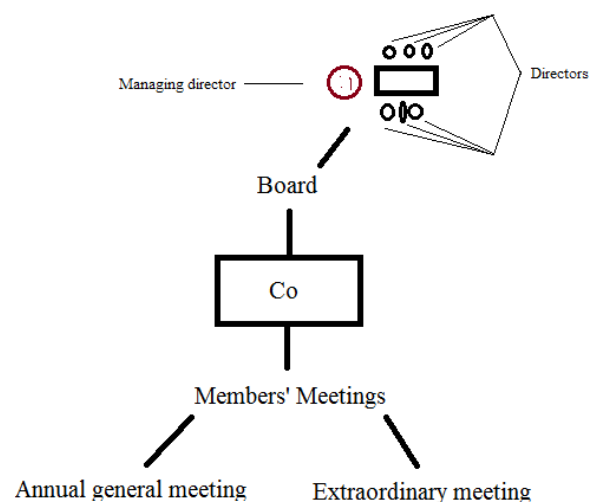 Managing director
Directors
Board
Co
Members' Meetings
Annual general meeting
Extraordinary meeting